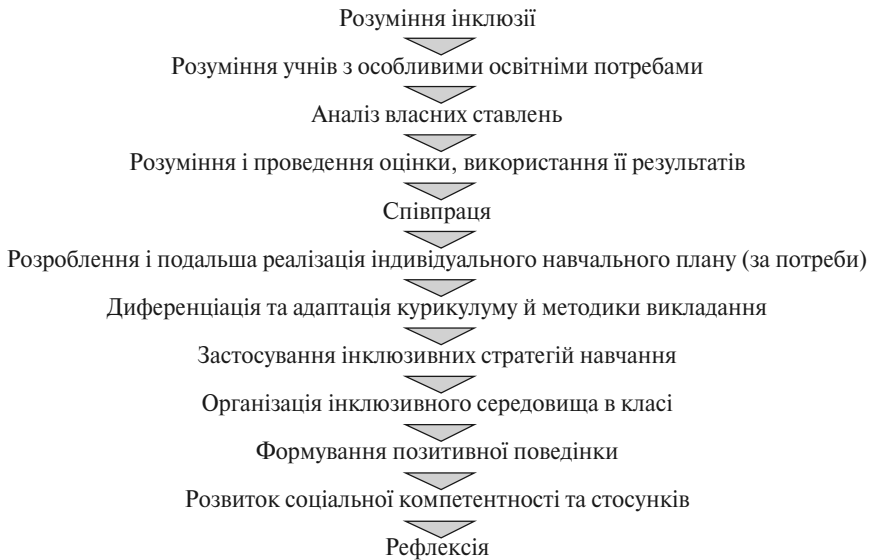 Розуміння інклюзії
Розуміння учнів з особливими освітніми потребами
Аналіз власних ставлень
Розуміння і проведення оцінки, використання її результатів
Співпраця
Розроблення і подальша реалізація індивідуального навчального плану (за потреби)
Диференціація та адаптація курикулуму й методики викладання
Застосування інклюзивних стратегій навчання
Організація інклюзивного середовища в класі
Формування позитивної поведінки
Розвиток соціальної компетентності та стосунків
Рефлексія